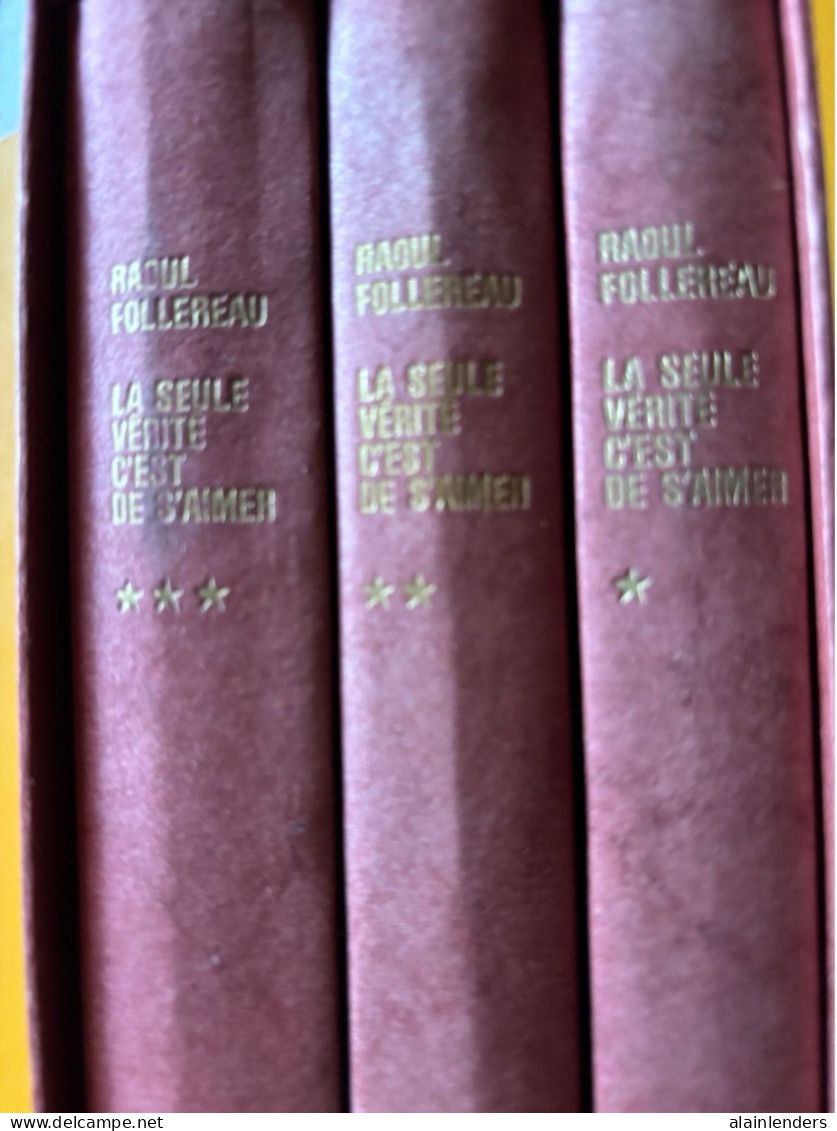 RAOUL
FOLLEREAU
LA SEULE
VÉRITÉ
C'EST
DE S'AIMER
★★★
RAOUL
FOLLEREAU
LA SEULE
VÉRITÉ
C'EST
DE S'AIMER
★★
RAOUL
FOLLEREAU
LA SEULE
VÉRITÉ
C'EST
DE S'AIMER
★
delcampe.net
alainlenders